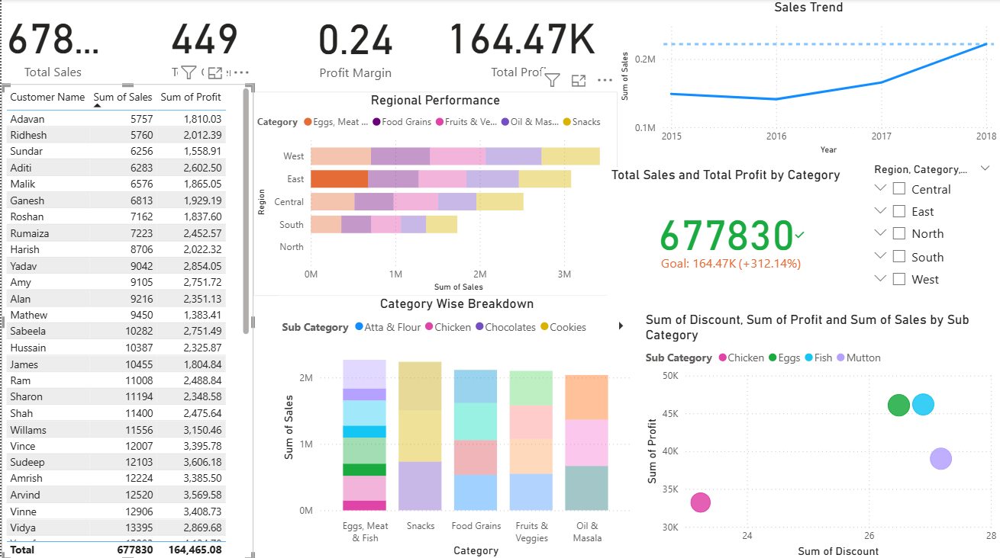 678...
Total Sales
449
0.24
Profit Margin
164.47K
Total Prof
Customer Name Sum of Sales Sum of Profit
Adavan 5757 1,810.03
Ridhesh 5760 2,012.39
Sundar 6256 1,558.91
Aditi 6283 2,602.50
Malik 6576 1,865.05
Ganesh 6813 1,929.19
Roshan 7162 1,837.60
Rumaiza 7223 2,452.57
Harish 8706 2,022.32
Yadav 9042 2,854.05
Amy 9105 2,751.72
Alan 9216 2,351.13
Mathew 9450 1,383.41
Sabeela 10282 2,751.49
Hussain 10387 2,325.87
James 10455 1,804.84
Ram 11008 2,488.84
Sharon 11194 2,348.58
Shah 11400 2,475.64
Willams 11556 3,150.46
Vince 12007 3,395.78
Sudeep 12103 3,606.18
Amrish 12224 3,385.50
Arvind 12520 3,569.58
Vinne 12906 3,408.73
Vidya 13395 2,869.68
Total 677830 164,465.08
Regional Performance
Category Eggs, Meat ... Food Grains Fruits & Ve... Oil & Mas... Snacks
Region
West
East
Central
South
North
0M 1M 2M 3M
Sum of Sales
Category Wise Breakdown
Sub Category Atta & Flour Chicken Chocolates Cookies
Sum of Sales
2M
1M
0M
Eggs, Meat & Fish
Snacks
Food Grains
Fruits & Veggies
Oil & Masala
Category
Sales Trend
Sum of Sales
0.2M
0.1M
2015 2016 2017 2018
Year
Total Sales and Total Profit by Category
677830
Goal: 164.47K (+312.14%)
Region, Category,...
Central
East
North
South
West
Sum of Discount, Sum of Profit and Sum of Sales by Sub
Category
Sub Category Chicken Eggs Fish Mutton
Sum of Profit
50K
45K
40K
35K
30K
24 26 28
Sum of Discount